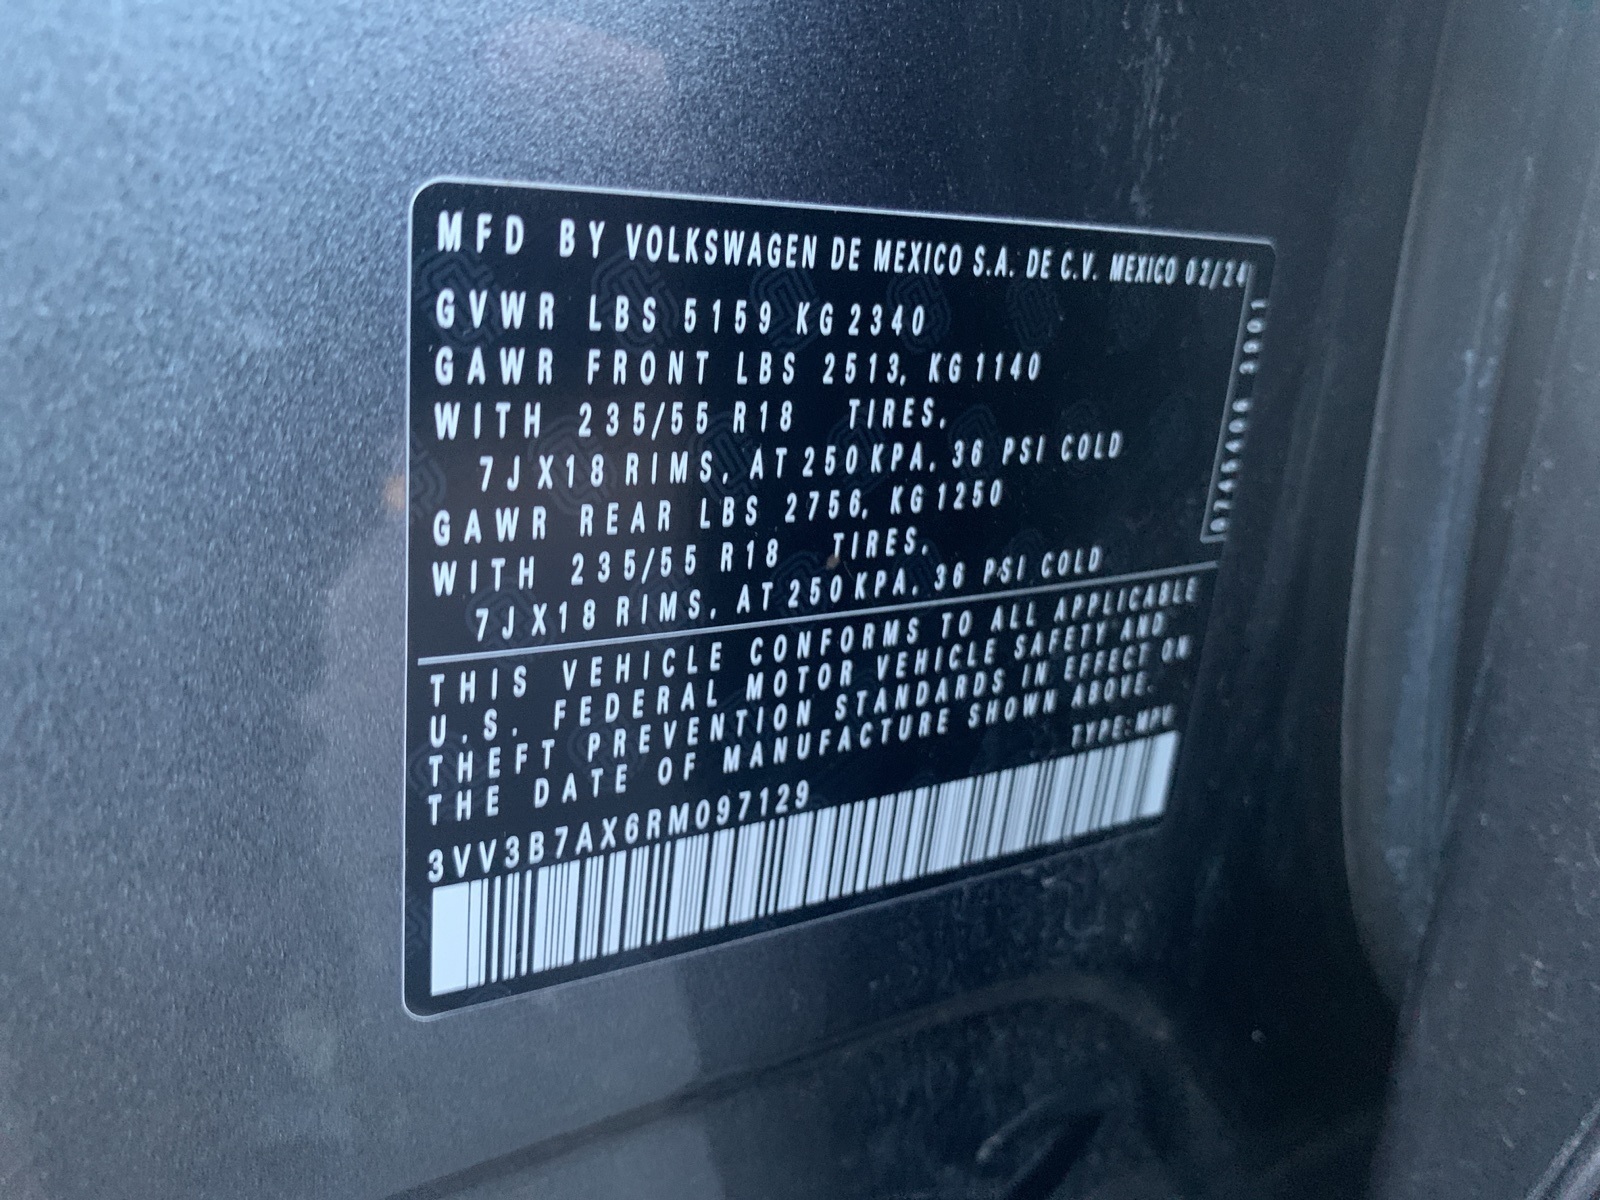 MFD BY VOLKSWAGEN DE MEXICO S.A. DE C.V. MEXICO 02/24
GVWR LBS 5159 KG 2340
GAWR FRONT LBS 2513, KG 1140
WITH 235/55 R18 TIRES,
7J X18 RIMS, AT 250 KPA, 36 PSI COLD
GAWR REAR LBS 2756, KG 1250
WITH 235/55 R18 TIRES,
7J X18 RIMS, AT 250 KPA, 36 PSI COLD
THIS VEHICLE CONFORMS TO ALL APPLICABLE
U.S. FEDERAL MOTOR VEHICLE SAFETY AND
THEFT PREVENTION STANDARDS IN EFFECT ON
THE DATE OF MANUFACTURE SHOWN ABOVE.
TYPE: MPV
3VV3B7AX6RM097129